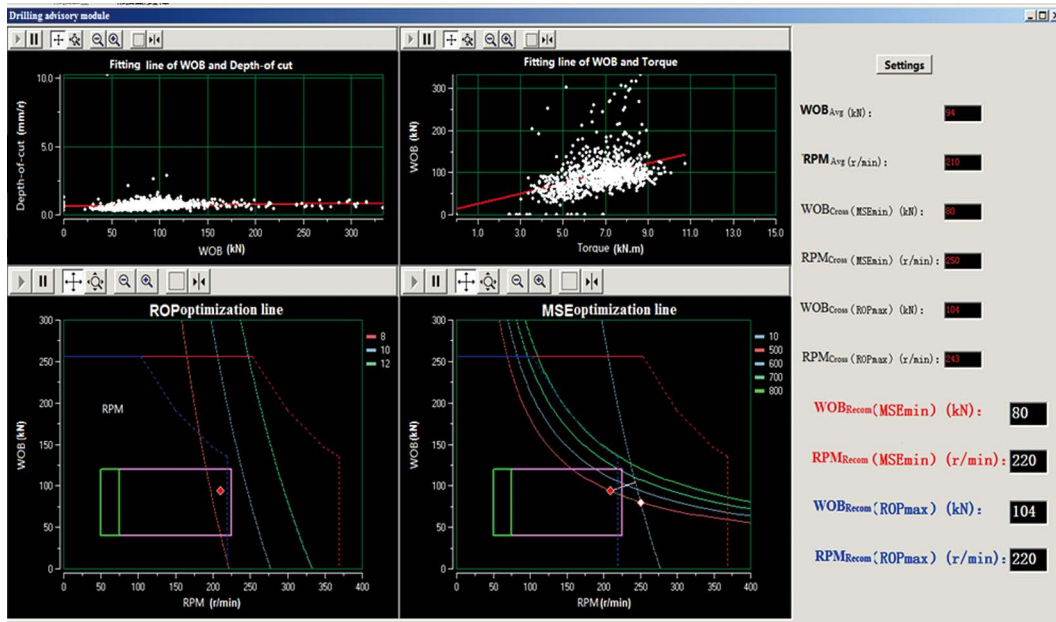 Drilling advisory module
Fitting line of WOB and Depth-of cut
Depth-of-cut (mm/r)
10.0
5.0
0.0
0 50 100 150 200 250 300
WOB (kN)
Fitting line of WOB and Torque
WOB (kN)
300
200
100
0
1.0 3.0 5.0 7.0 9.0 11.0 13.0 15.0
Torque (kN.m)
ROPoptimization line
WOB (kN)
300
250
200
150
100
50
0
RPM
8
10
12
0 50 100 150 200 250 300 350 400
RPM (r/min)
MSEoptimization line
WOB(kN)
300
250
200
150
100
50
0
10
500
600
700
800
0 50 100 150 200 250 300 350 400
RPM(r/min)
Settings
WOBAvg (kN): 94
RPMAvg (r/min): 210
WOBCross (MSEmin) (kN): 80
RPMCross (MSEmin) (r/min): 250
WOBCross (ROPmax) (kN): 104
RPMCross (ROPmax) (r/min): 243
WOBRecom(MSEmin) (kN): 80
RPMRecom(MSEmin) (r/min): 220
WOBRecom(ROPmax) (kN): 104
RPMRecom(ROPmax) (r/min): 220